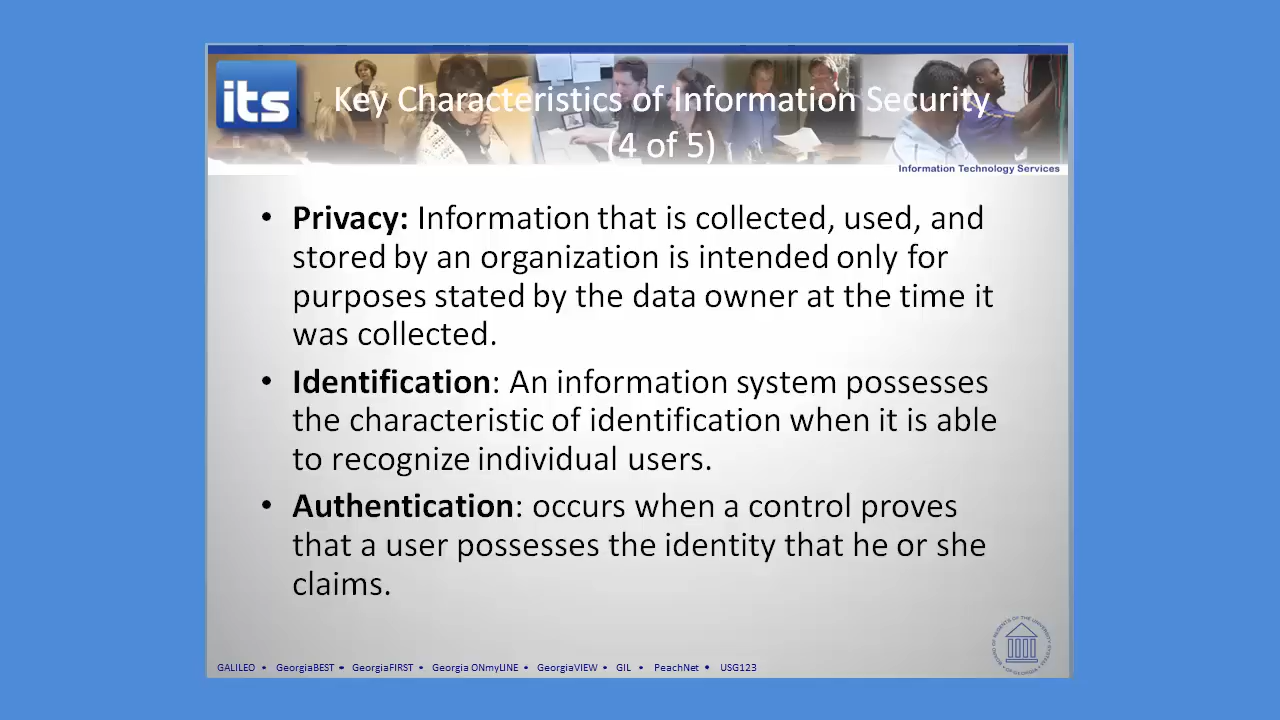 its
Key Characteristics of Information Security
(4 of 5)
Information Technology Services
• Privacy: Information that is collected, used, and
stored by an organization is intended only for
purposes stated by the data owner at the time it
was collected.
• Identification: An information system possesses
the characteristic of identification when it is able
to recognize individual users.
• Authentication: occurs when a control proves
that a user possesses the identity that he or she
claims.
GALILEO • GeorgiaBEST • GeorgiaFIRST • Georgia ONmyLINE • GeorgiaVIEW • GIL • PeachNet • USG123